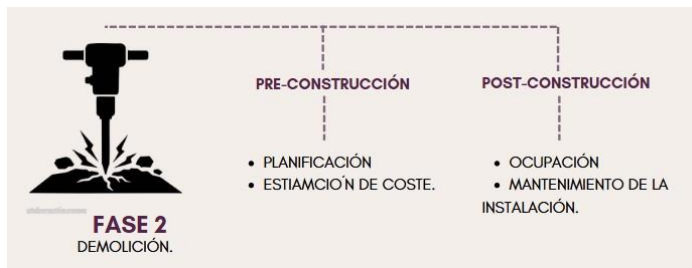 PRE-CONSTRUCCIÓN
POST-CONSTRUCCIÓN
• PLANIFICACIÓN
• ESTIAMCIO´N DE COSTE.
• OCUPACIÓN
• MANTENIMIENTO DE LA
INSTALACIÓN.
FASE 2
DEMOLICIÓN.